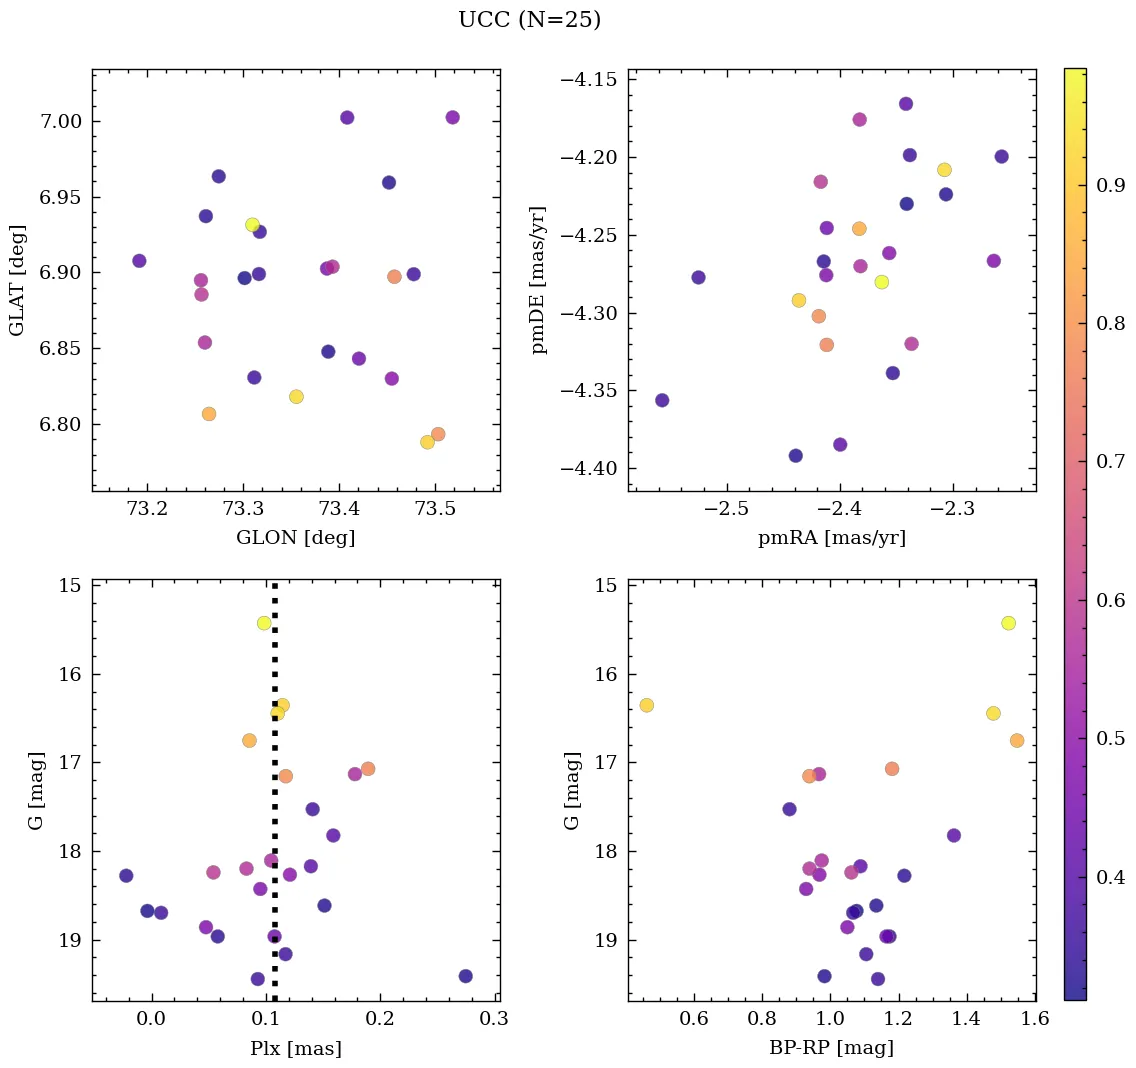 UCC (N=25)
7.00
6.95
6.90
6.85
6.80
GLAT [deg]
73.2 73.3 73.4 73.5
GLON [deg]
−4.15
−4.20
−4.25
−4.30
−4.35
−4.40
pmDE [mas/yr]
−2.5 −2.4 −2.3
pmRA [mas/yr]
15
16
17
18
19
G [mag]
0.0 0.1 0.2 0.3
Plx [mas]
15
16
17
18
19
G [mag]
0.6 0.8 1.0 1.2 1.4 1.6
BP-RP [mag]
0.9
0.8
0.7
0.6
0.5
0.4